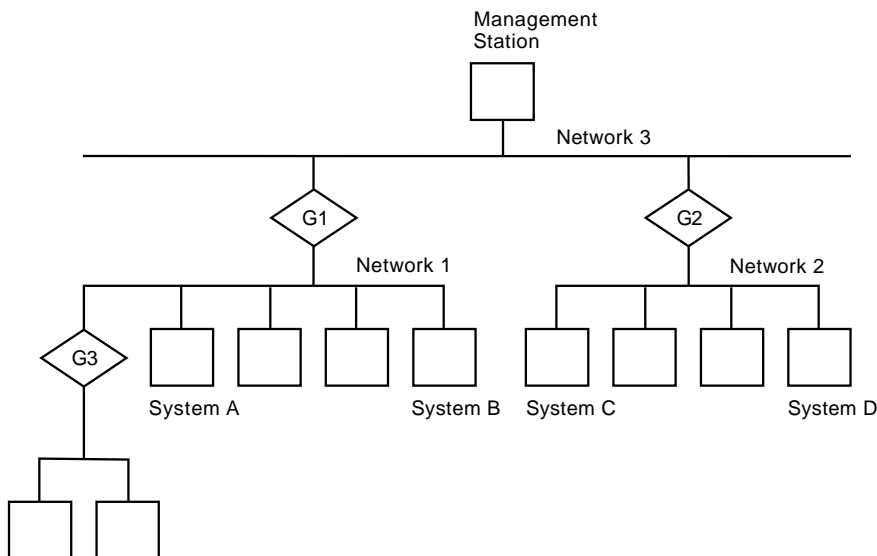 Management
Station
Network 3
G1
G2
Network 1
Network 2
G3
System A
System B
System C
System D